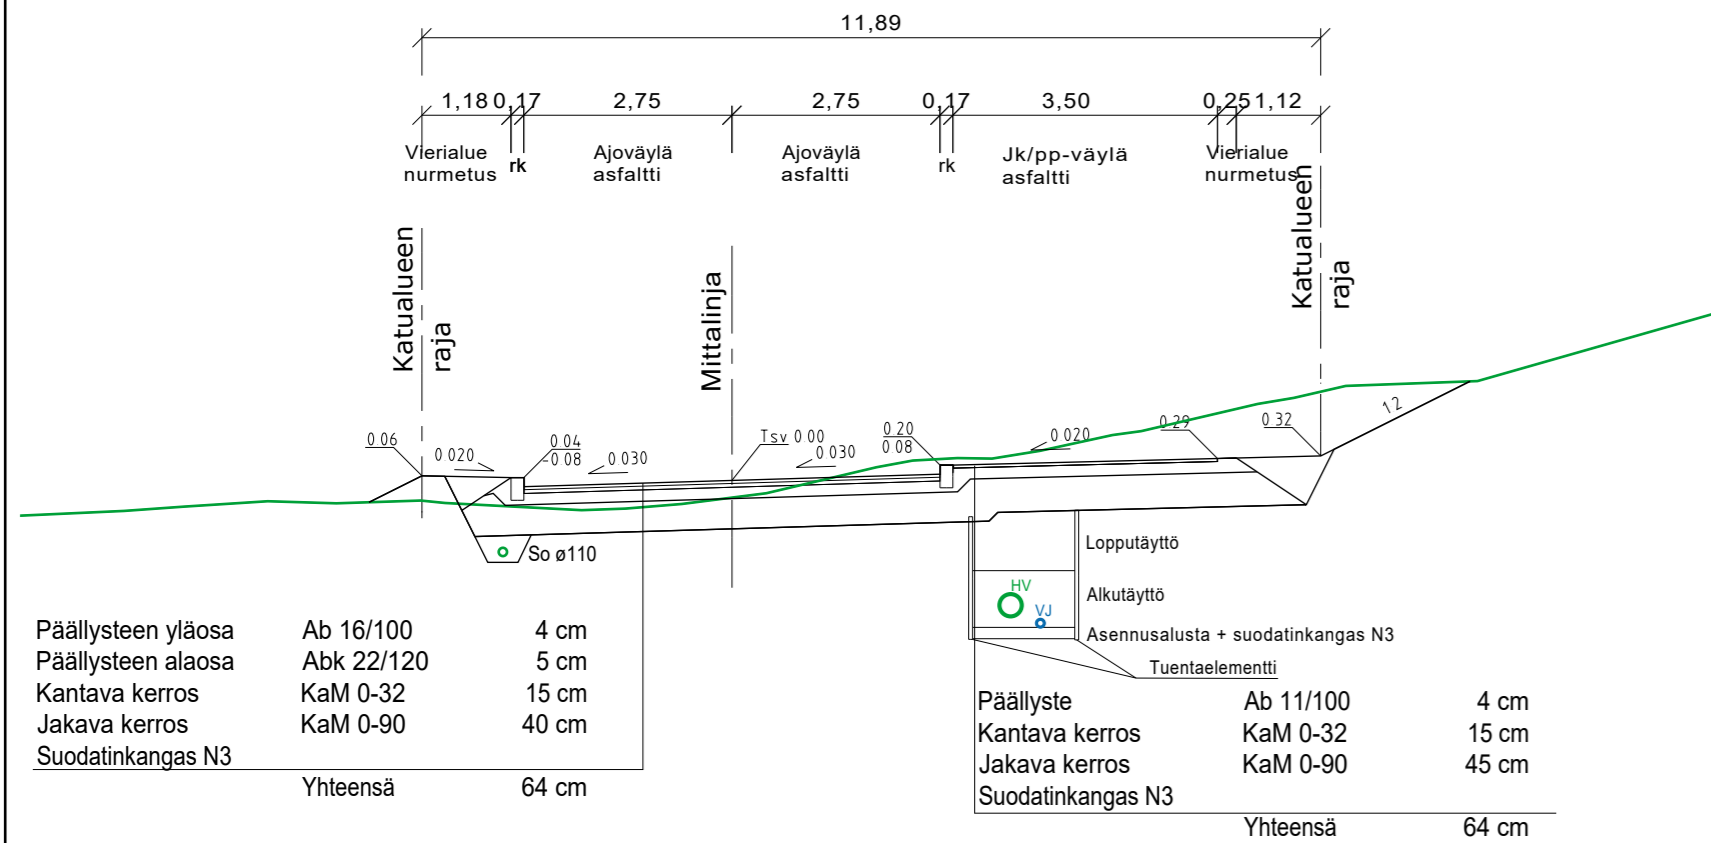 11,89
1,18 0,17 2,75 2,75 0,17 3,50 0,25 1,12
Vierialue
nurmetus
rk
Ajoväylä
asfaltti
Ajoväylä
asfaltti
rk
Jk/pp-väylä
asfaltti
Vierialue
nurmetus
Katualueen
raja
Mittalinja
Katualueen
raja
0 06
0 020
0 04
-0.08
0 030
Tsv 0 00
0 030
0.20
0 08
0 020
0 29
0 32
1 2
So ø110
Lopputäyttö
HV
Alkutäyttö
VJ
Asennusalusta + suodatinkangas N3
Tuentaelementti
Päällysteen yläosa Ab 16/100 4 cm
Päällysteen alaosa Abk 22/120 5 cm
Kantava kerros KaM 0-32 15 cm
Jakava kerros KaM 0-90 40 cm
Suodatinkangas N3
Yhteensä 64 cm
Päällyste Ab 11/100 4 cm
Kantava kerros KaM 0-32 15 cm
Jakava kerros KaM 0-90 45 cm
Suodatinkangas N3
Yhteensä 64 cm